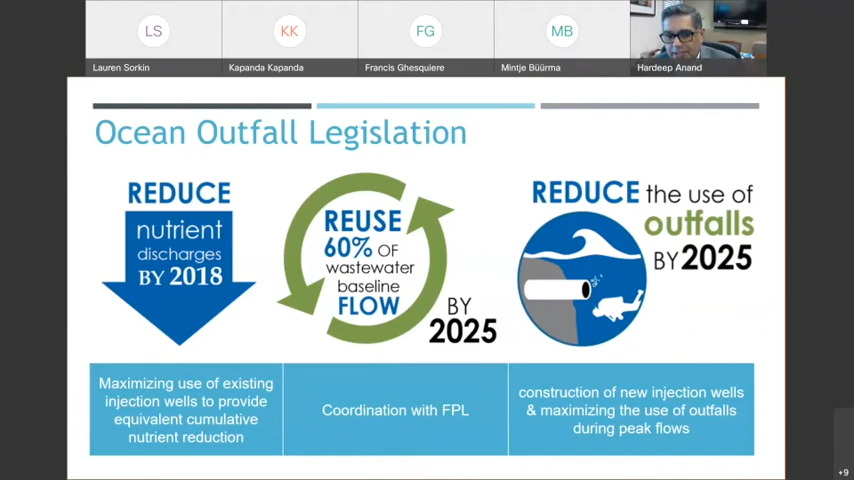 LS
KK
FG
MB
Lauren Sorkin
Kapanda Kapanda
Francis Ghesquiere
Mintje Büürma
Hardeep Anand
Ocean Outfall Legislation
REDUCE
nutrient
discharges
BY 2018
REUSE
60% OF
wastewater
baseline
FLOW
BY
2025
REDUCE the use of
outfalls
BY 2025
Maximizing use of existing
injection wells to provide
equivalent cumulative
nutrient reduction
Coordination with FPL
construction of new injection wells
& maximizing the use of outfalls
during peak flows
+9